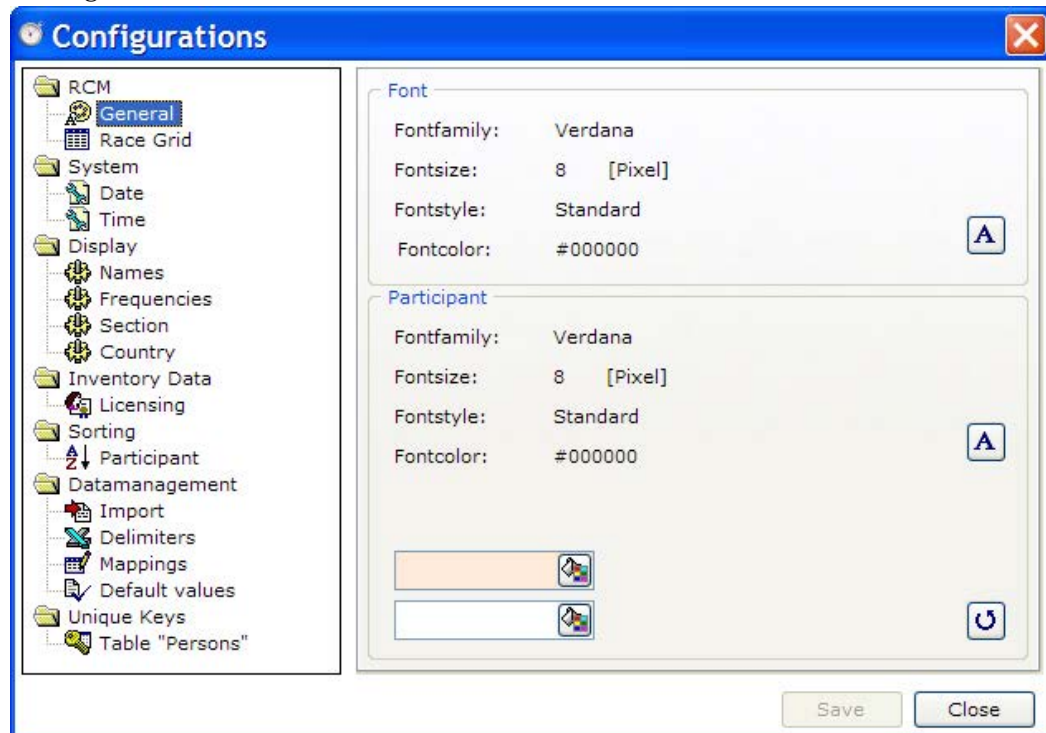 Configurations
RCM
General
Race Grid
System
Date
Time
Display
Names
Frequencies
Section
Country
Inventory Data
Licensing
Sorting
Participant
Datamanagement
Import
Delimiters
Mappings
Default values
Unique Keys
Table "Persons"
Font
Fontfamily: Verdana
Fontsize: 8 [Pixel]
Fontstyle: Standard
Fontcolor: #000000
A
Participant
Fontfamily: Verdana
Fontsize: 8 [Pixel]
Fontstyle: Standard
Fontcolor: #000000
A
Save Close